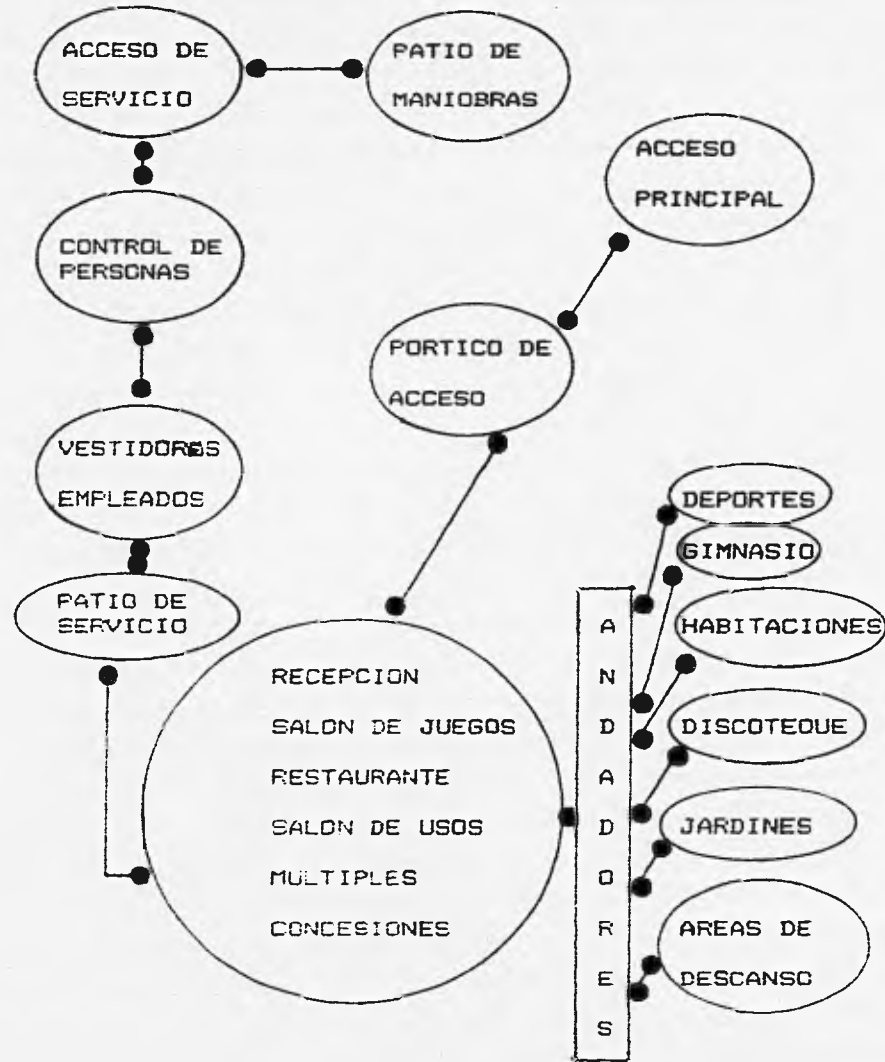 ACCESO DE
SERVICIO
PATIO DE
MANIOBRAS
ACCESO
PRINCIPAL
CONTROL DE
PERSONAS
PORTICO DE
ACCESO
VESTIDORES
EMPLEADOS
PATIO DE
SERVICIO
RECEPCION
SALON DE JUEGOS
RESTAURANTE
SALON DE USOS
MULTIPLES
CONCESIONES
A
N
D
A
D
O
R
E
S
DEPORTES
GIMNASIO
HABITACIONES
DISCOTEQUE
JARDINES
AREAS DE
DESCANSO